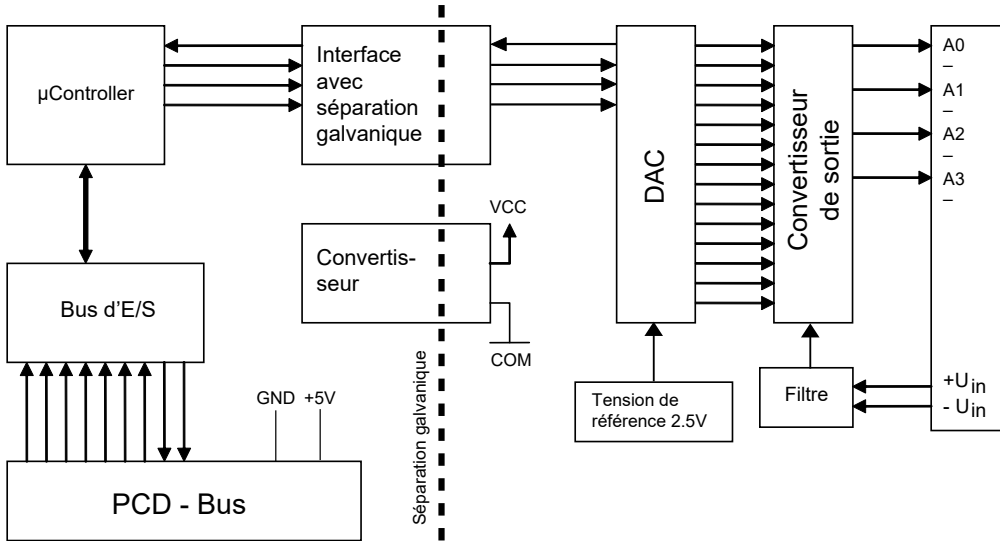 µController
Interface
avec
séparation
galvanique
DAC
Convertisseur
de sortie
A0
–
A1
–
A2
–
A3
–
Convertis-
seur
VCC
COM
Bus d'E/S
Séparation galvanique
Tension de
référence 2.5V
Filtre
+Uin
- Uin
GND +5V
PCD - Bus